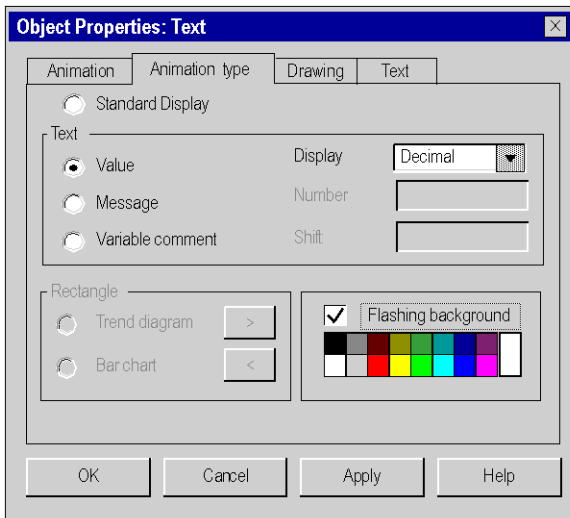 Object Properties: Text
Animation Animation type Drawing Text
Standard Display
Text
Value Display Decimal
Message Number
Variable comment Shift
Rectangle
Trend diagram >
Bar chart <
Flashing background
OK Cancel Apply Help